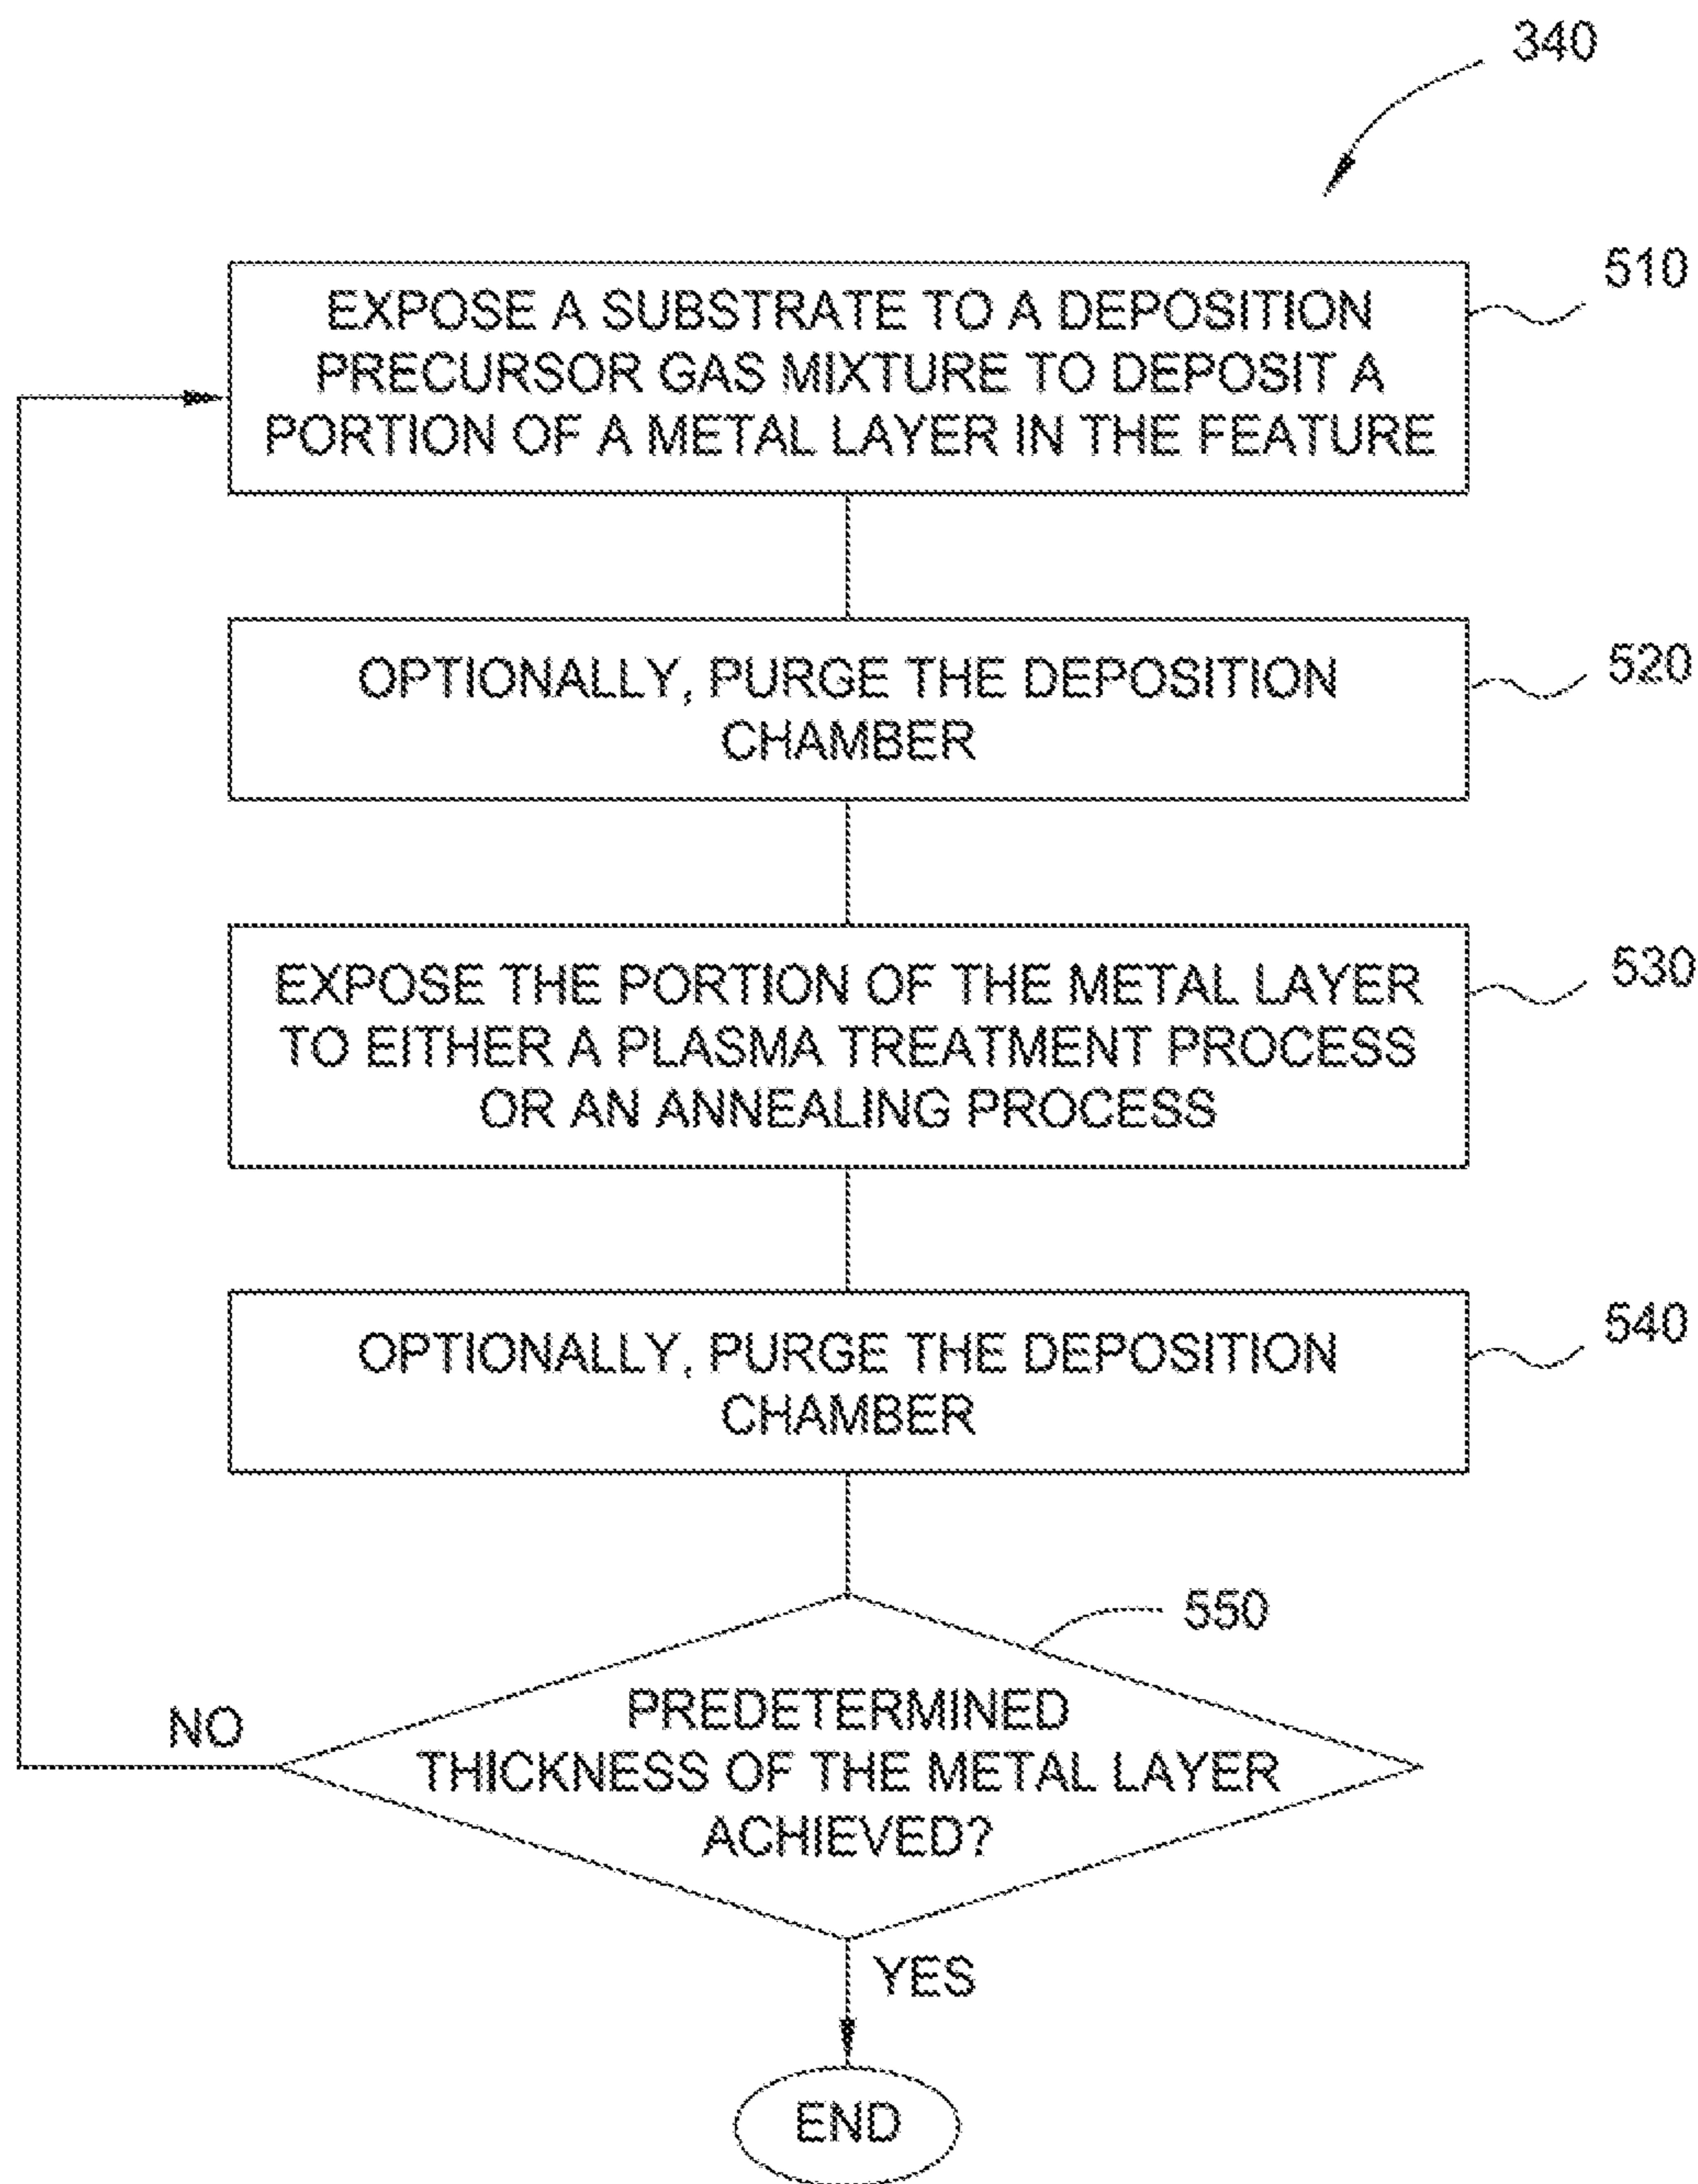 340
510
EXPOSE A SUBSTRATE TO A DEPOSITION
PRECURSOR GAS MIXTURE TO DEPOSIT A
PORTION OF A METAL LAYER IN THE FEATURE
520
OPTIONALLY, PURGE THE DEPOSITION
CHAMBER
530
EXPOSE THE PORTION OF THE METAL LAYER
TO EITHER A PLASMA TREATMENT PROCESS
OR AN ANNEALING PROCESS
540
OPTIONALLY, PURGE THE DEPOSITION
CHAMBER
550
PREDETERMINED
NO
THICKNESS OF THE METAL LAYER
ACHIEVED?
YES
END